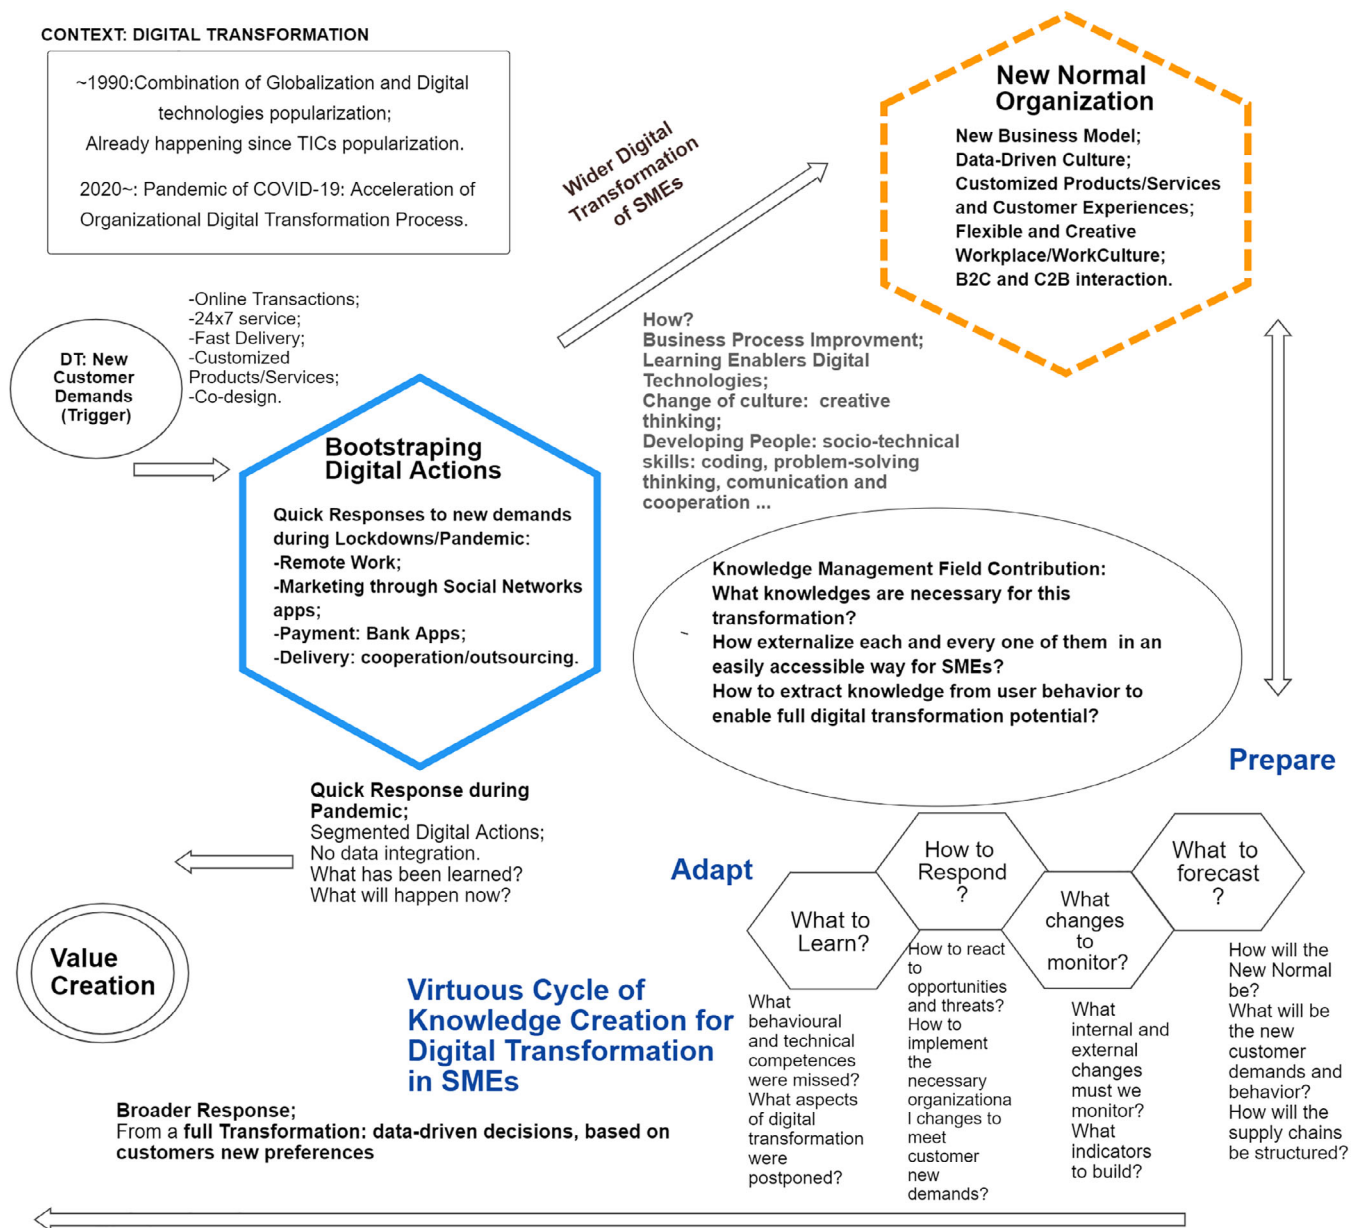 CONTEXT: DIGITAL TRANSFORMATION
~1990:Combination of Globalization and Digital
technologies popularization;
Already happening since TICs popularization.
2020~: Pandemic of COVID-19: Acceleration of
Organizational Digital Transformation Process.
Wider Digital
Transformation
of SMEs
New Normal
Organization
New Business Model;
Data-Driven Culture;
Customized Products/Services
and Customer Experiences;
Flexible and Creative
Workplace/WorkCulture;
B2C and C2B interaction.
DT: New
Customer
Demands
(Trigger)
-Online Transactions;
-24x7 service;
-Fast Delivery;
-Customized
Products/Services;
-Co-design.
How?
Business Process Improvment;
Learning Enablers Digital
Technologies;
Change of culture: creative
thinking;
Developing People: socio-technical
skills: coding, problem-solving
thinking, comunication and
cooperation ...
Bootstraping
Digital Actions
Quick Responses to new demands
during Lockdowns/Pandemic:
-Remote Work;
-Marketing through Social Networks
apps;
-Payment: Bank Apps;
-Delivery: cooperation/outsourcing.
Knowledge Management Field Contribution:
What knowledges are necessary for this
transformation?
How externalize each and every one of them in an
easily accessible way for SMEs?
How to extract knowledge from user behavior to
enable full digital transformation potential?
Prepare
Quick Response during
Pandemic;
Segmented Digital Actions;
No data integration.
What has been learned?
What will happen now?
Adapt
What to
Learn?
How to
Respond
?
What
changes
to
monitor?
What to
forecast
?
Value
Creation
Virtuous Cycle of
Knowledge Creation for
Digital Transformation
in SMEs
What
behavioural
and technical
competences
were missed?
What aspects
of digital
transformation
were
postponed?
How to react
to
opportunities
and threats?
How to
implement
the
necessary
organizationa
l changes to
meet
customer
new
demands?
What
internal and
external
changes
must we
monitor?
What
indicators
to build?
How will the
New Normal
be?
What will be
the new
customer
demands and
behavior?
How will the
supply chains
be structured?
Broader Response;
From a full Transformation: data-driven decisions, based on
customers new preferences